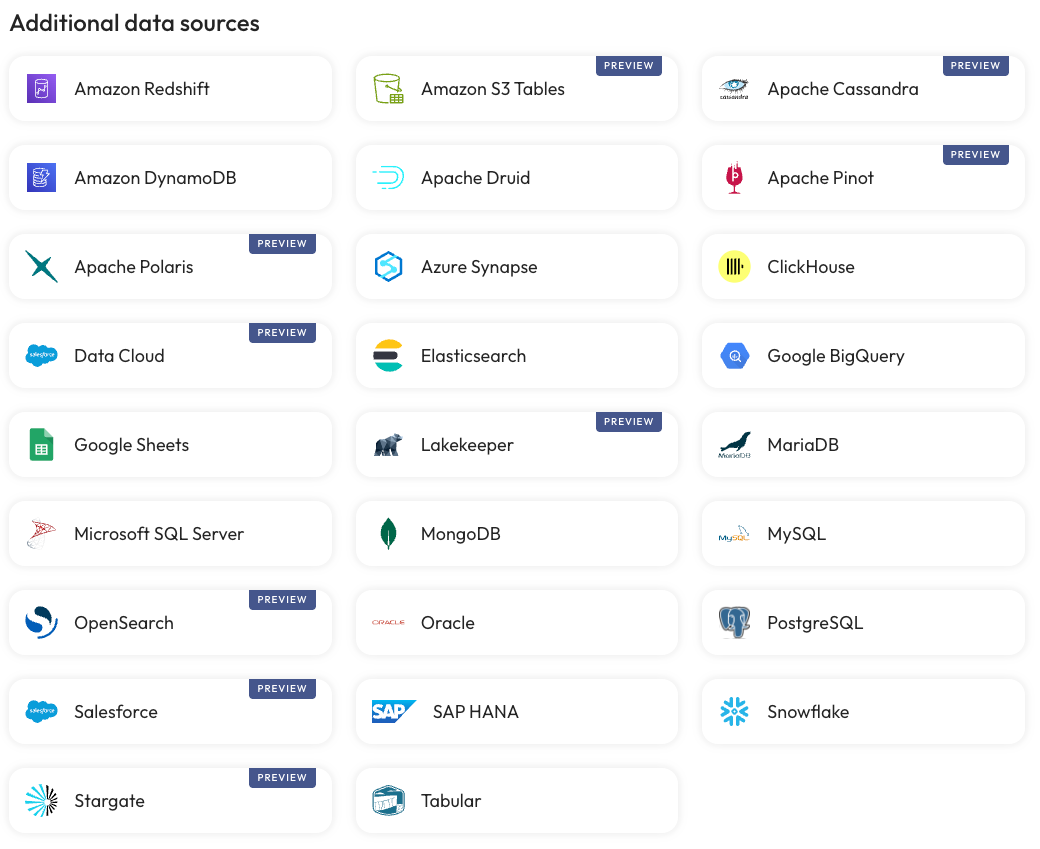 Additional data sources
Amazon Redshift
PREVIEW
Amazon S3 Tables
PREVIEW
cassandra
Apache Cassandra
Amazon DynamoDB
Apache Druid
PREVIEW
Apache Pinot
PREVIEW
Apache Polaris
Azure Synapse
ClickHouse
PREVIEW
salesforce
Data Cloud
Elasticsearch
Google BigQuery
Google Sheets
PREVIEW
Lakekeeper
MariaDB
MariaDB
Microsoft SQL Server
MongoDB
MySQL
MySQL
PREVIEW
OpenSearch
ORACLE
Oracle
PostgreSQL
PREVIEW
salesforce
Salesforce
SAP
SAP HANA
Snowflake
PREVIEW
Stargate
Tabular